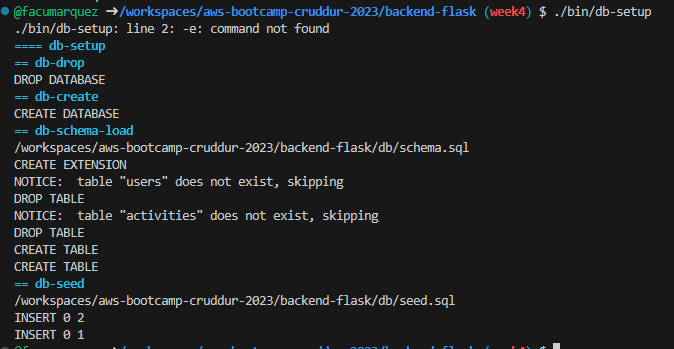 @facumarquez ➜/workspaces/aws-bootcamp-cruddur-2023/backend-flask (week4) $ ./bin/db-setup
./bin/db-setup: line 2: -e: command not found
==== db-setup
== db-drop
DROP DATABASE
== db-create
CREATE DATABASE
== db-schema-load
/workspaces/aws-bootcamp-cruddur-2023/backend-flask/db/schema.sql
CREATE EXTENSION
NOTICE:  table "users" does not exist, skipping
DROP TABLE
NOTICE:  table "activities" does not exist, skipping
DROP TABLE
CREATE TABLE
CREATE TABLE
== db-seed
/workspaces/aws-bootcamp-cruddur-2023/backend-flask/db/seed.sql
INSERT 0 2
INSERT 0 1